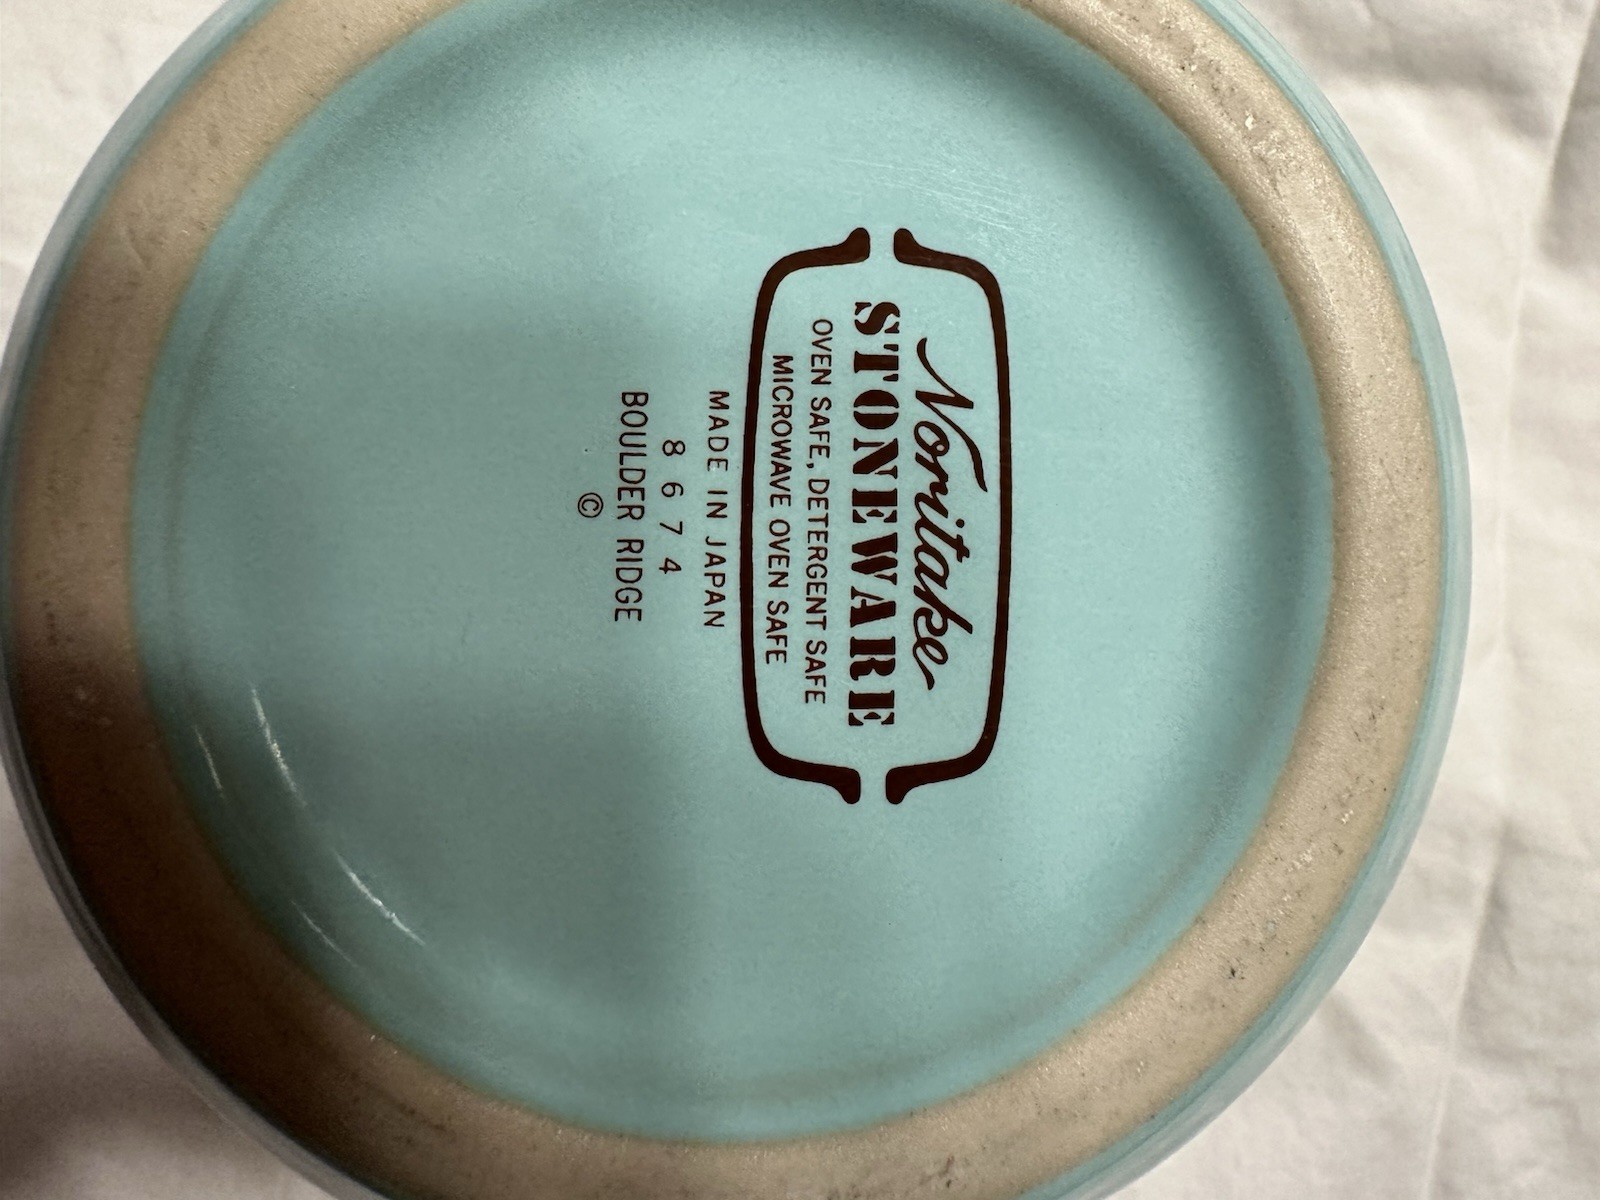 Noritake
STONEWARE
OVEN SAFE, DETERGENT SAFE
MICROWAVE OVEN SAFE
MADE IN JAPAN
8674
BOULDER RIDGE
©